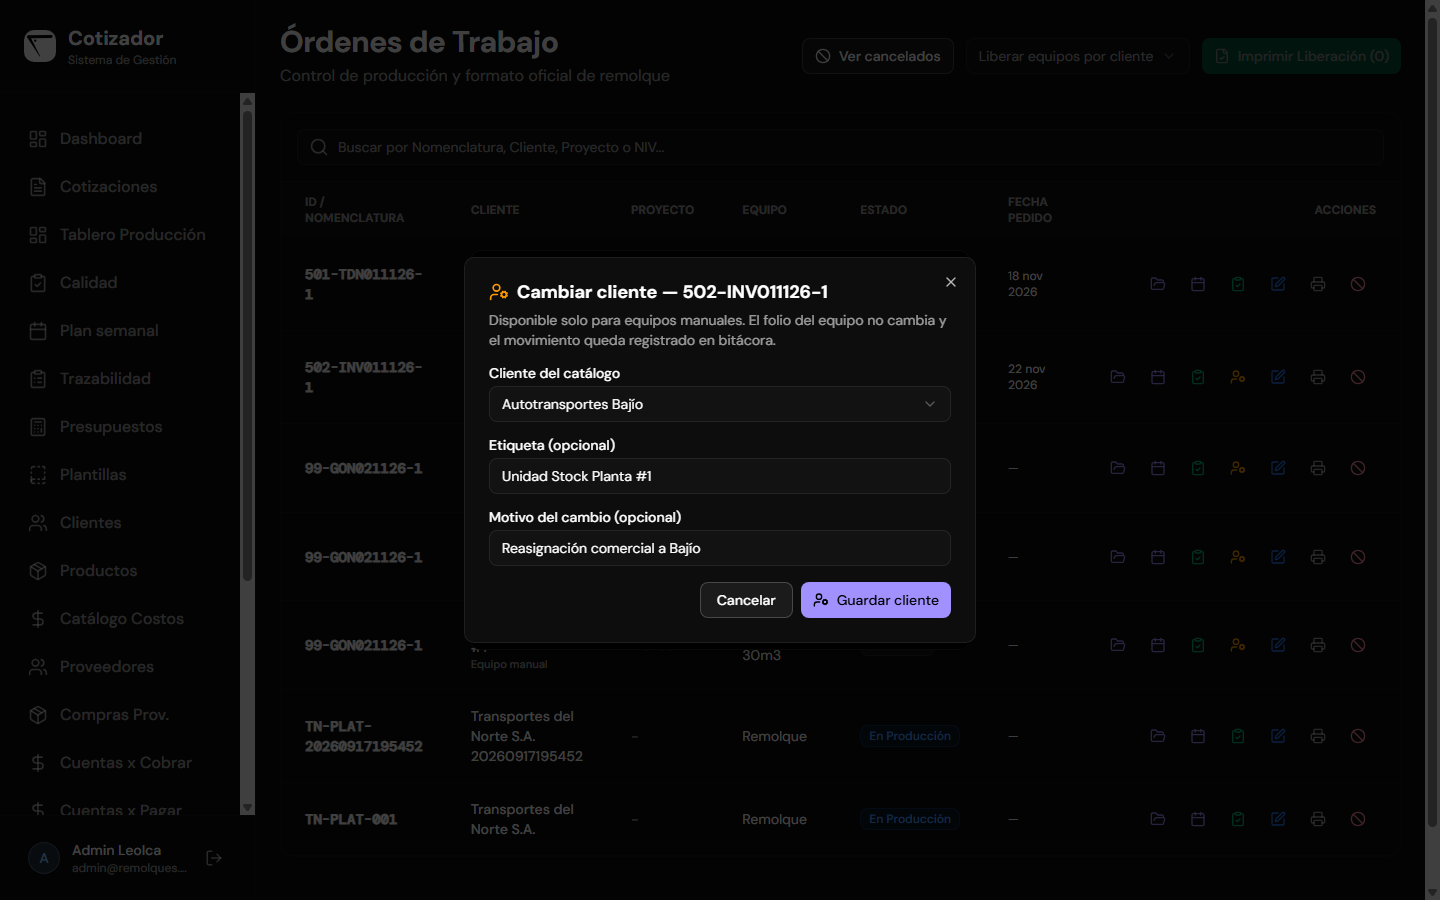 Cotizador
Sistema de Gestión
Dashboard
Cotizaciones
Tablero Producción
Calidad
Plan semanal
Trazabilidad
Presupuestos
Plantillas
Clientes
Productos
Catálogo Costos
Proveedores
Compras Prov.
Cuentas x Cobrar
Cuentas x Pagar
A
Admin Leolca
admin@remolques....
Órdenes de Trabajo
Control de producción y formato oficial de remolque
Ver cancelados
Liberar equipos por cliente
Imprimir Liberación (0)
Buscar por Nomenclatura, Cliente, Proyecto o NIV...
ID /
NOMENCLATURA
CLIENTE
PROYECTO
EQUIPO
ESTADO
FECHA
PEDIDO
ACCIONES
501-TDN011126-
1
18 nov
2026
502-INV011126-
1
22 nov
2026
99-GON021126-1
—
99-GON021126-1
—
99-GON021126-1
Equipo manual
30m3
—
TN-PLAT-
20260917195452
Transportes del
Norte S.A.
20260917195452
-
Remolque
En Producción
—
TN-PLAT-001
Transportes del
Norte S.A.
-
Remolque
En Producción
—
Cambiar cliente — 502-INV011126-1
Disponible solo para equipos manuales. El folio del equipo no cambia y
el movimiento queda registrado en bitácora.
Cliente del catálogo
Autotransportes Bajío
Etiqueta (opcional)
Unidad Stock Planta #1
Motivo del cambio (opcional)
Reasignación comercial a Bajío
Cancelar
Guardar cliente